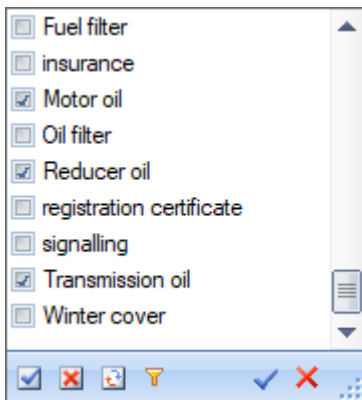 Fuel filter
insurance
Motor oil
Oil filter
Reducer oil
registration certificate
signalling
Transmission oil
Winter cover